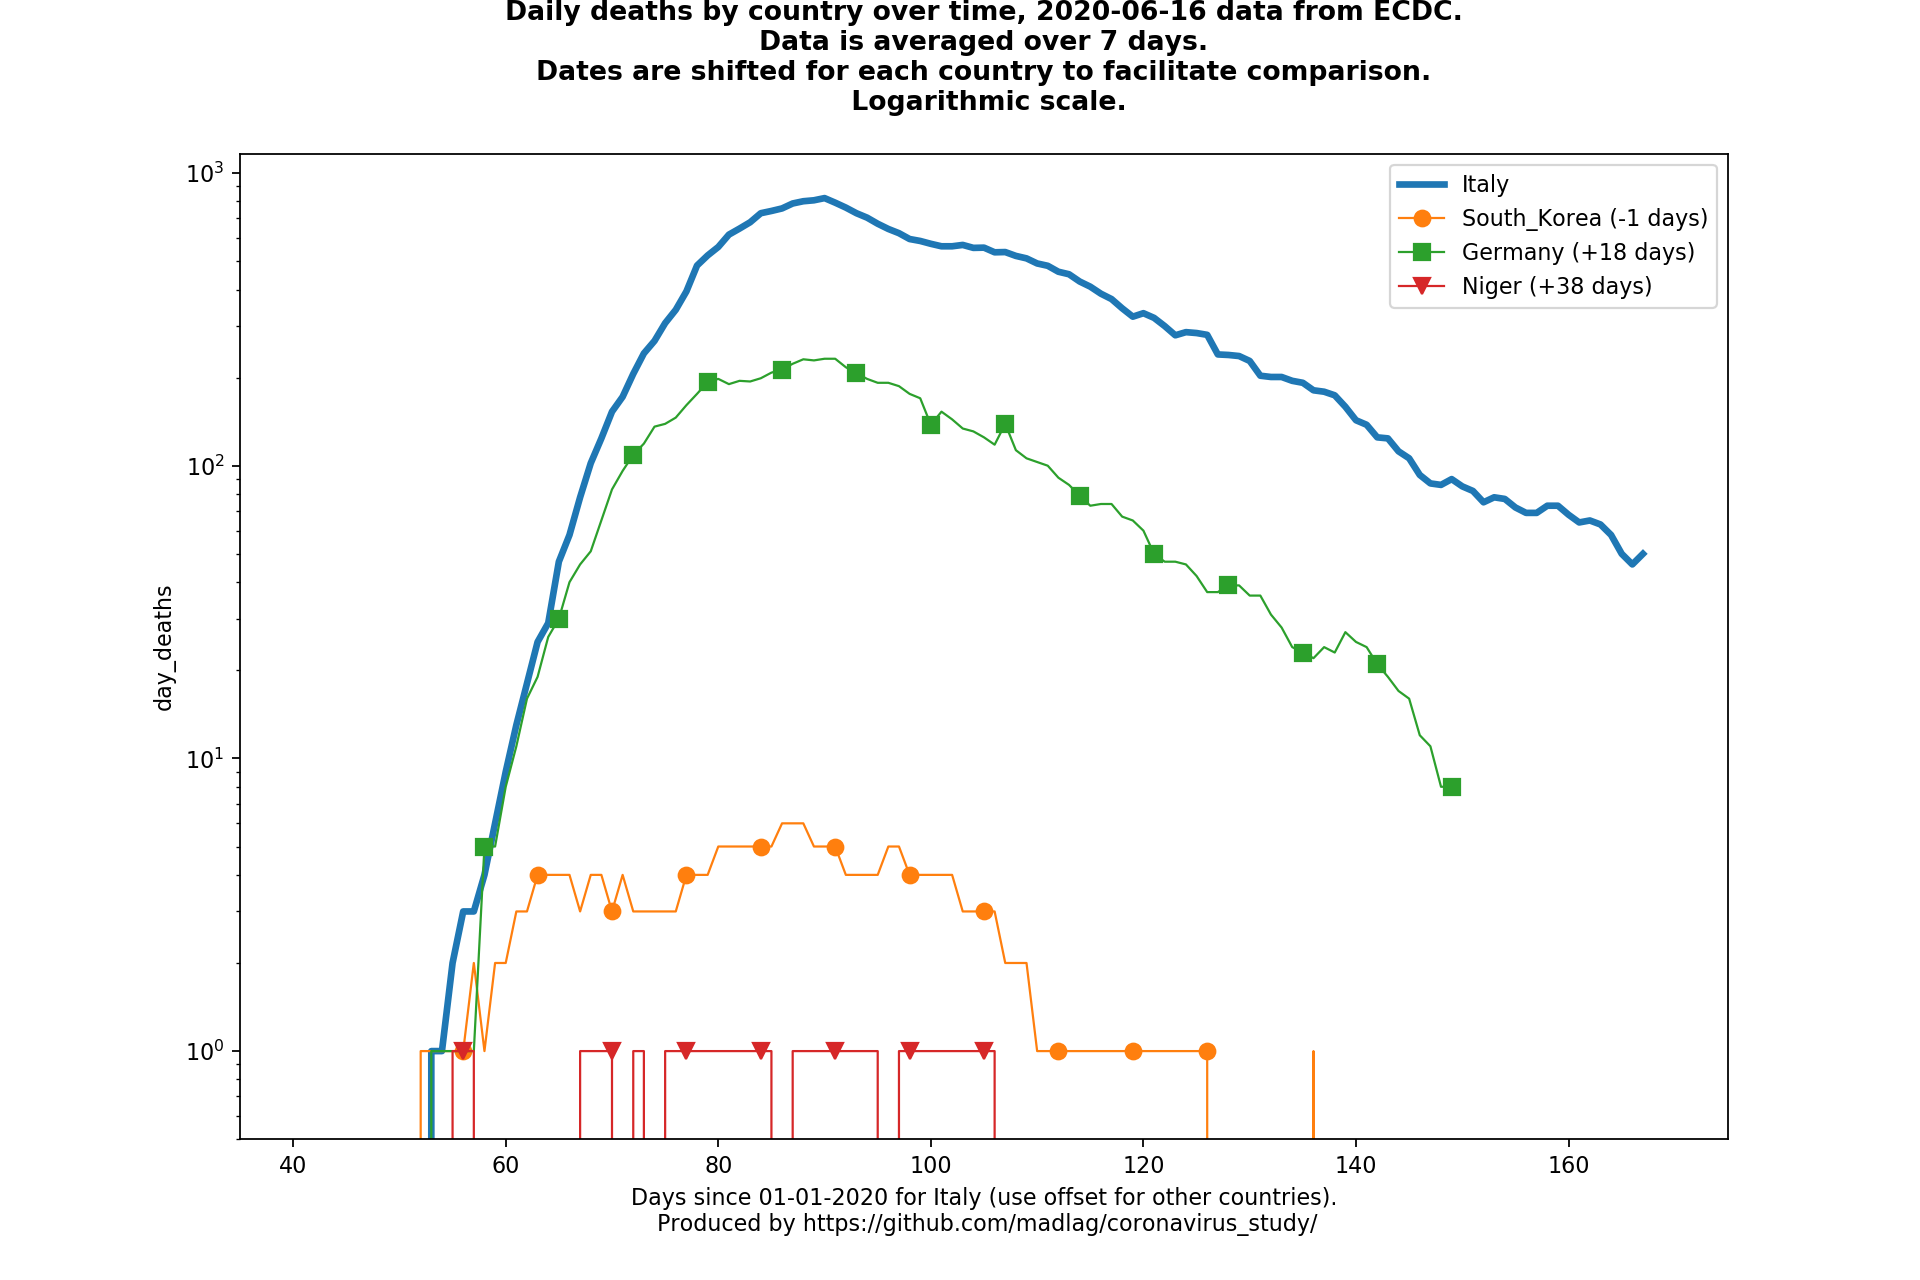 Daily deaths by country over time, 2020-06-16 data from ECDC.
Data is averaged over 7 days.
Dates are shifted for each country to facilitate comparison.
Logarithmic scale.
10³
10²
10¹
10⁰
day_deaths
Italy
South_Korea (-1 days)
Germany (+18 days)
Niger (+38 days)
40 60 80 100 120 140 160
Days since 01-01-2020 for Italy (use offset for other countries).
Produced by https://github.com/madlag/coronavirus_study/